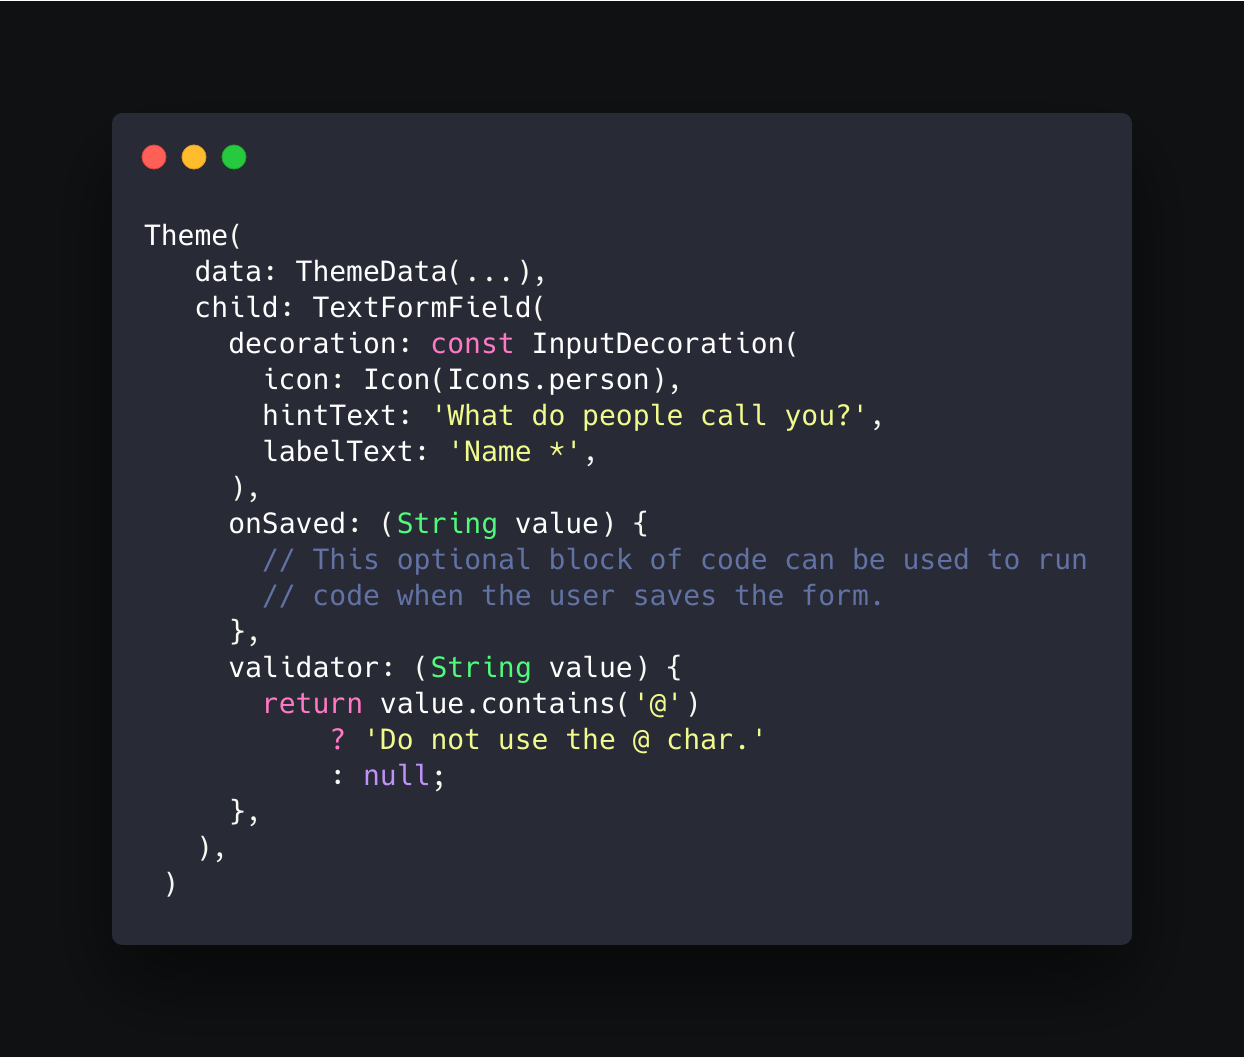 Theme(
   data: ThemeData(...),
   child: TextFormField(
     decoration: const InputDecoration(
       icon: Icon(Icons.person),
       hintText: 'What do people call you?',
       labelText: 'Name *',
     ),
     onSaved: (String value) {
       // This optional block of code can be used to run
       // code when the user saves the form.
     },
     validator: (String value) {
       return value.contains('@')
           ? 'Do not use the @ char.'
           : null;
     },
   ),
 )